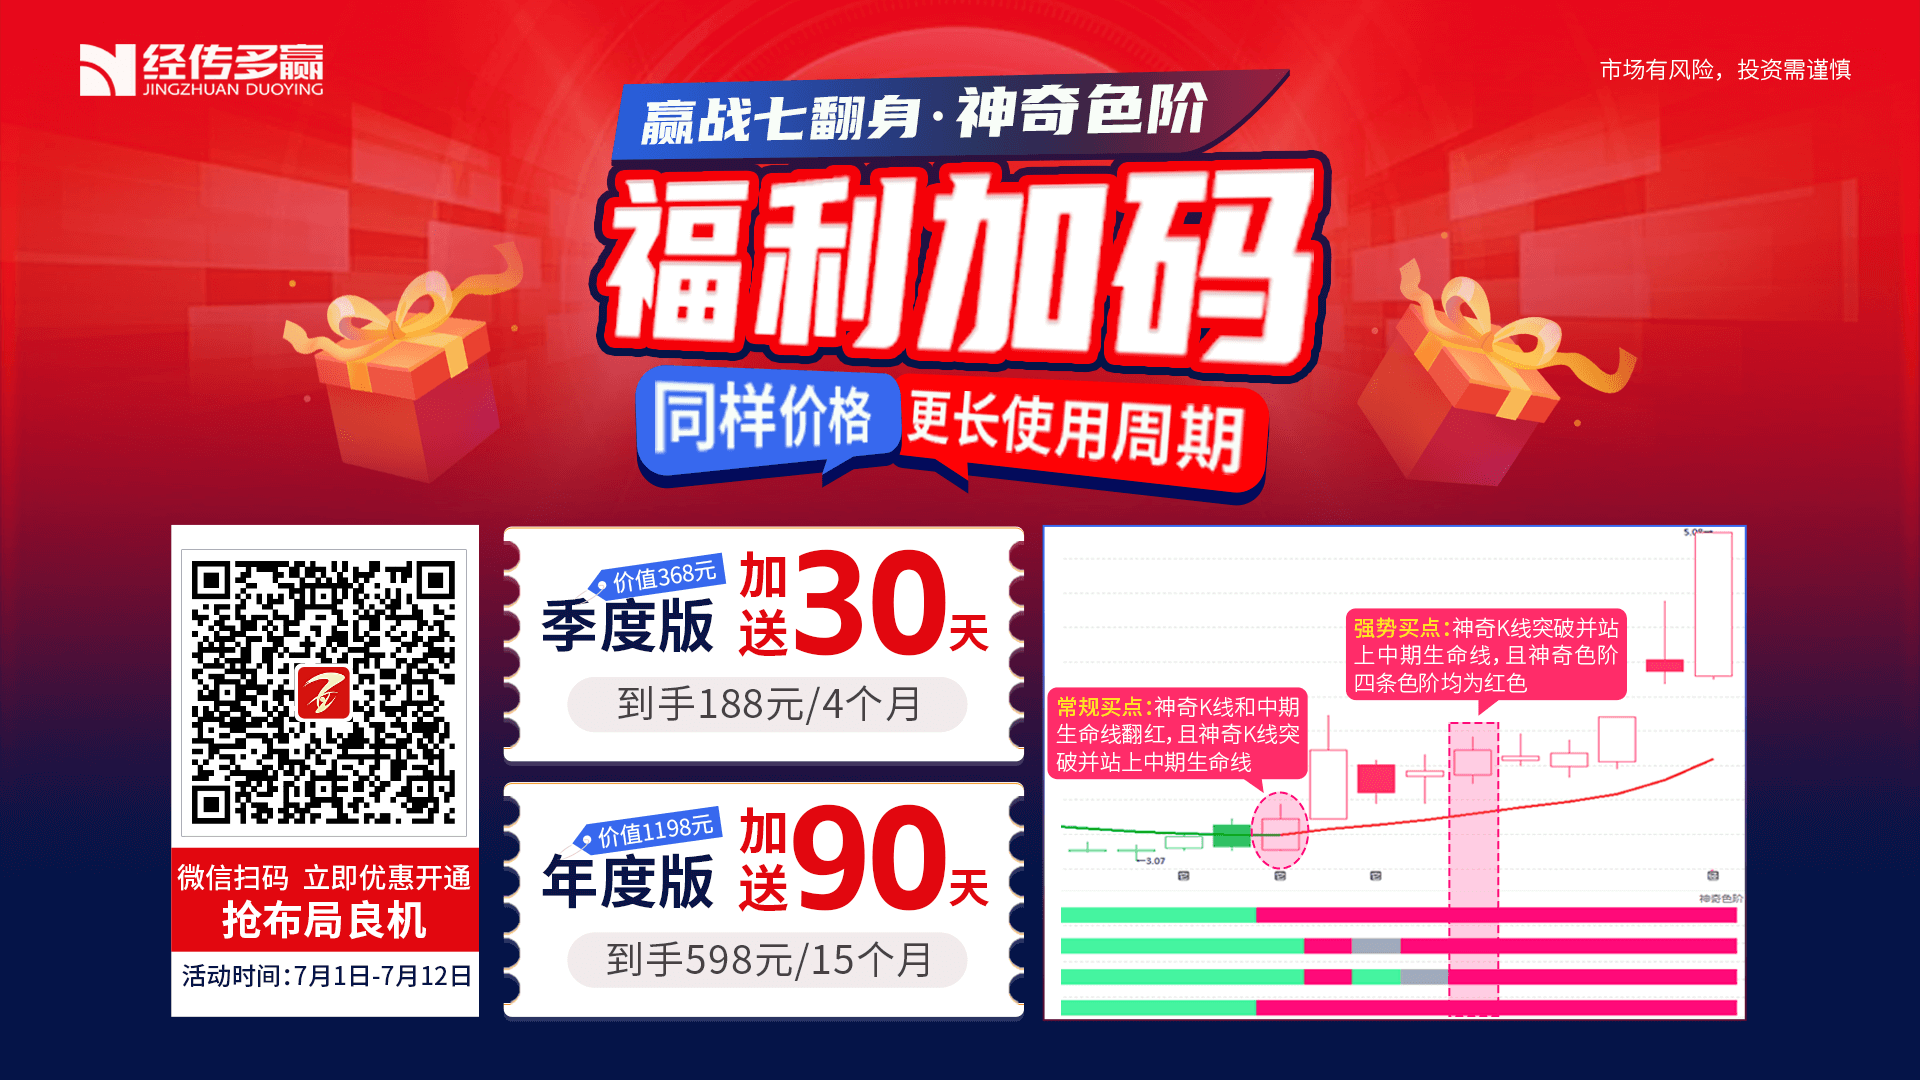 经传多赢
JINGZHUAN DUOYING
市场有风险，投资需谨慎
赢战七翻身·神奇色阶
福利加码
同样价格
更长使用周期
微信扫码 立即优惠开通
抢布局良机
活动时间：7月1日-7月12日
价值368元
季度版
加送30天
到手188元/4个月
价值1198元
年度版
加送90天
到手598元/15个月
5.08
强势买点：神奇K线突破并站
上中期生命线，且神奇色阶
四条色阶均为红色
常规买点：神奇K线和中期
生命线翻红，且神奇K线突
破并站上中期生命线
3.07
神奇色阶